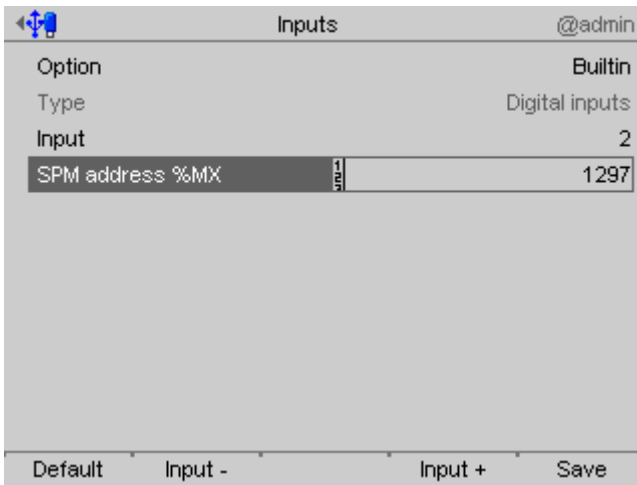 Inputs @admin
Option Builtin
Type Digital inputs
Input 2
SPM address %MX 1297
Default Input - Input + Save